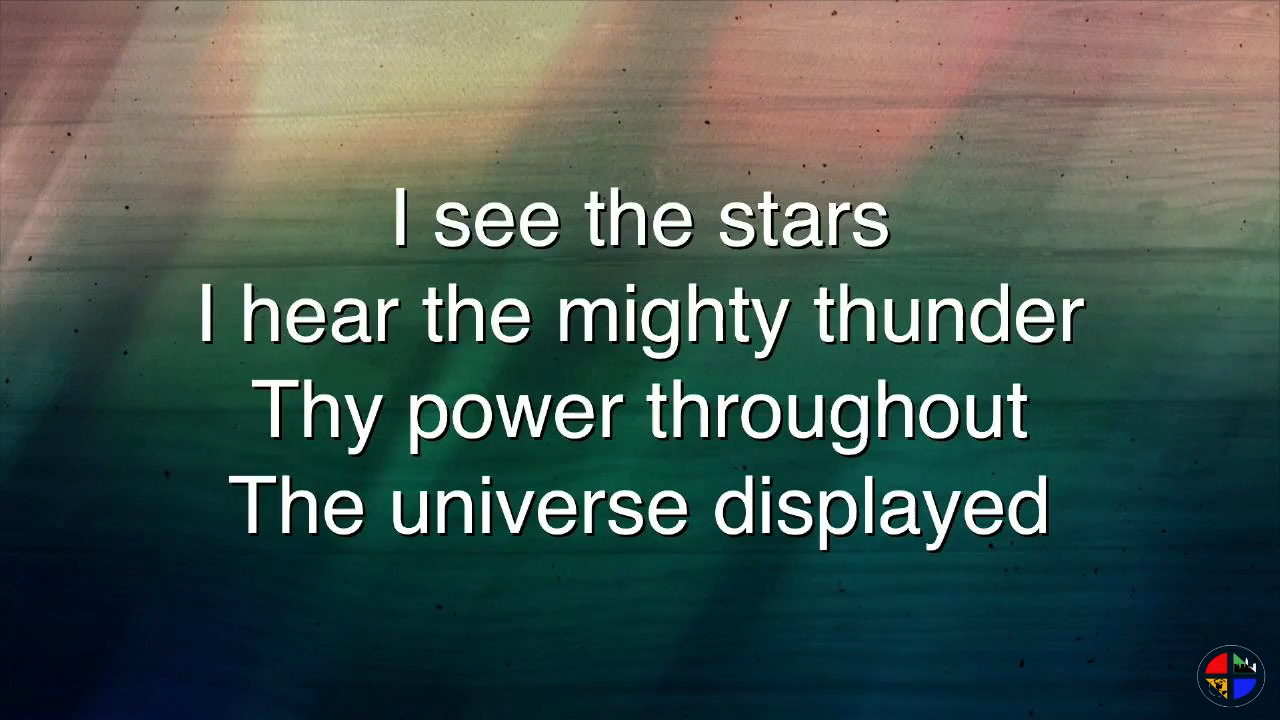 I see the stars
I hear the mighty thunder
Thy power throughout
The universe displayed